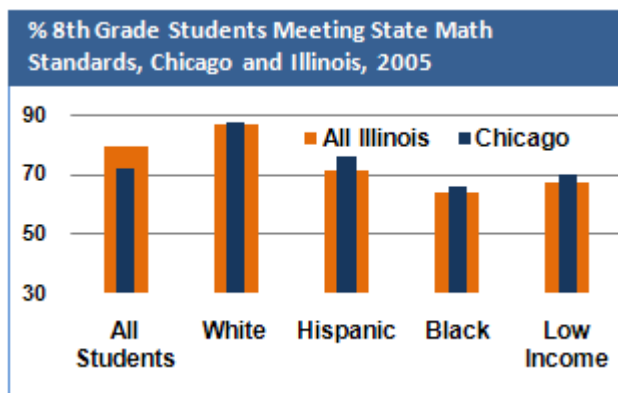 % 8th Grade Students Meeting State Math
Standards, Chicago and Illinois, 2005
90
All Illinois Chicago
70
50
30
All Students
White
Hispanic
Black
Low Income